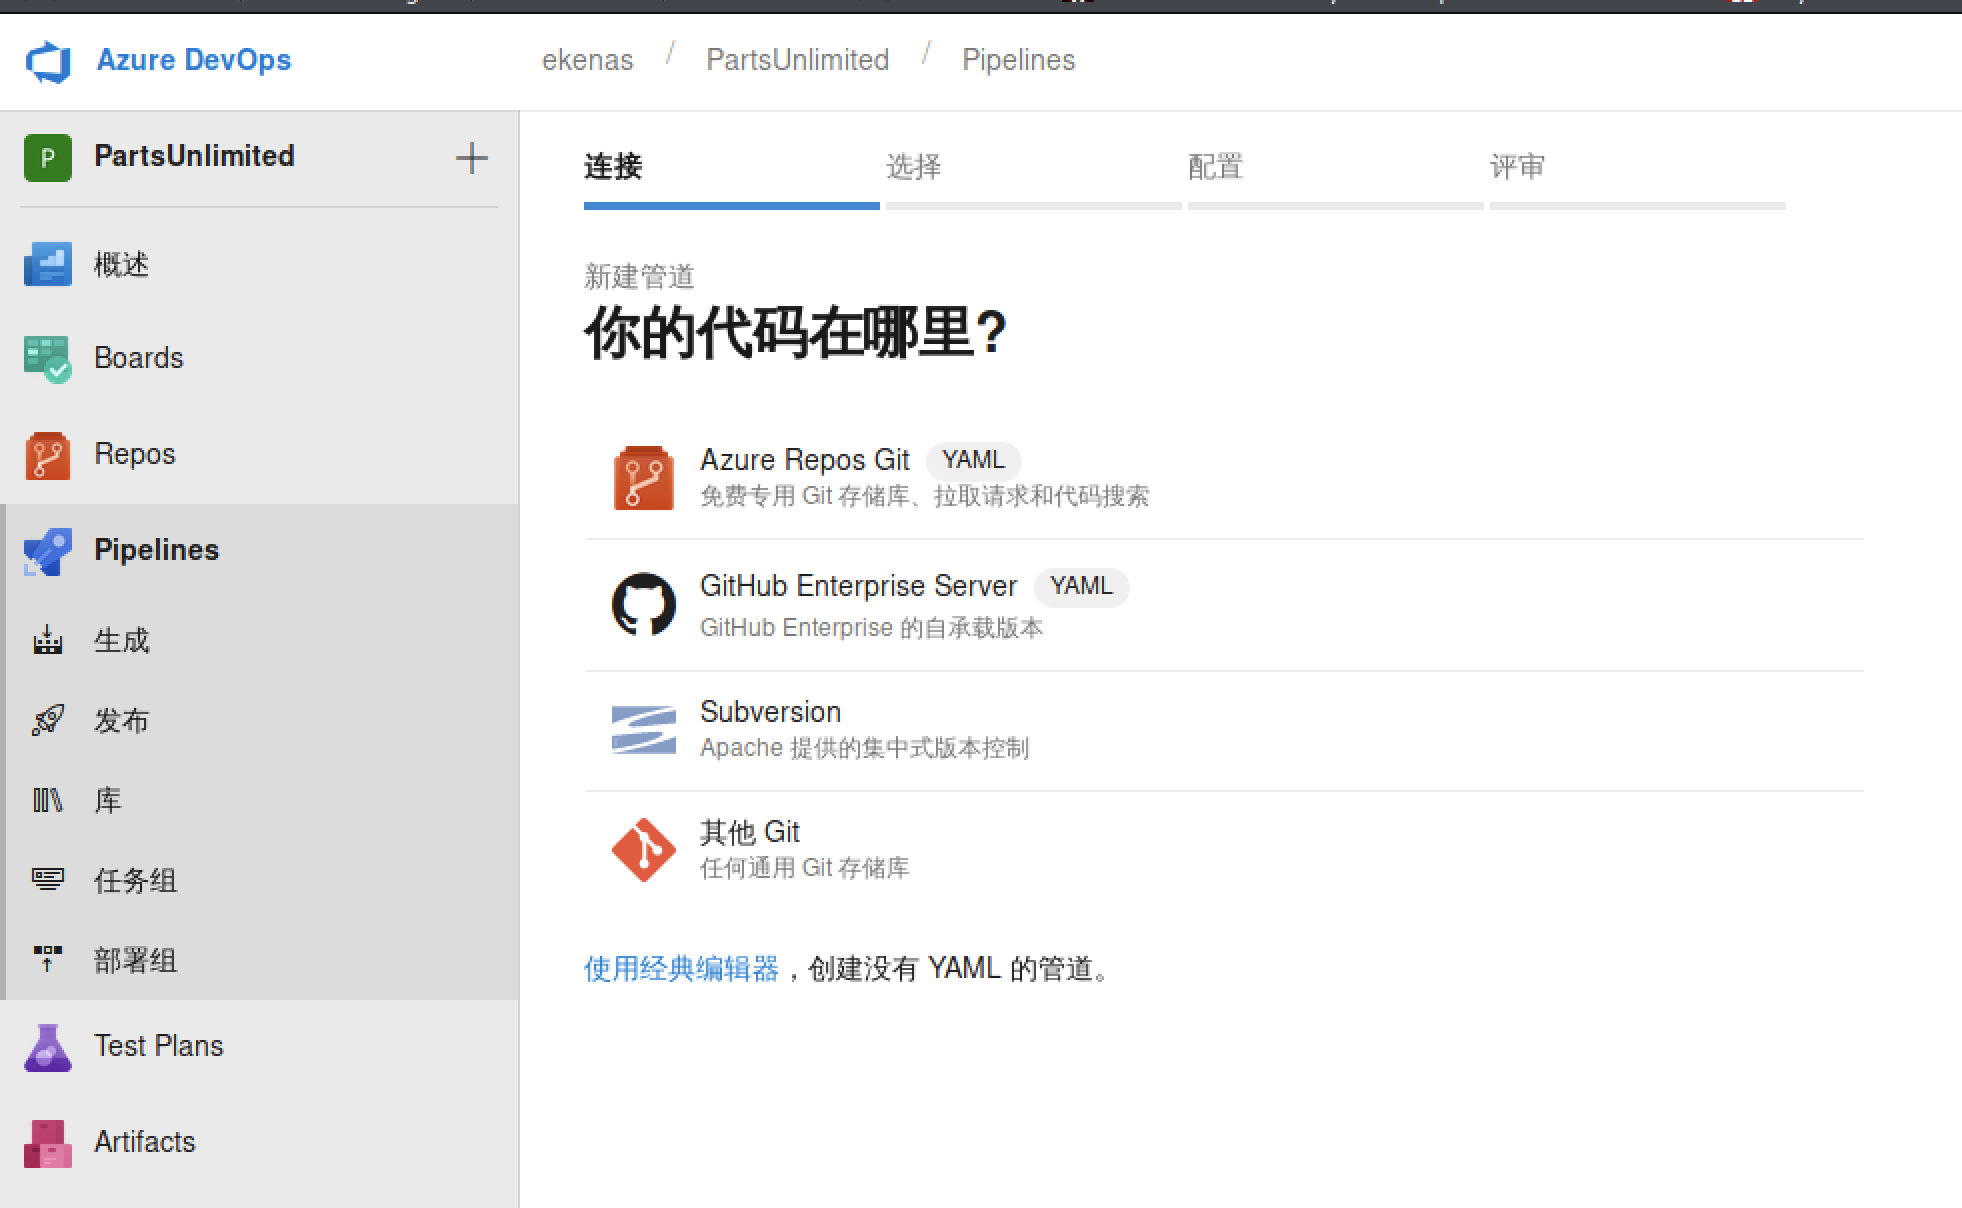 Azure DevOps
ekenas / PartsUnlimited / Pipelines
P PartsUnlimited
概述
Boards
Repos
Pipelines
生成
发布
库
任务组
部署组
Test Plans
Artifacts
连接 选择 配置 评审
新建管道
你的代码在哪里?
Azure Repos Git YAML
免费专用 Git 存储库、拉取请求和代码搜索
GitHub Enterprise Server YAML
GitHub Enterprise 的自承载版本
Subversion
Apache 提供的集中式版本控制
其他 Git
任何通用 Git 存储库
使用经典编辑器，创建没有 YAML 的管道。